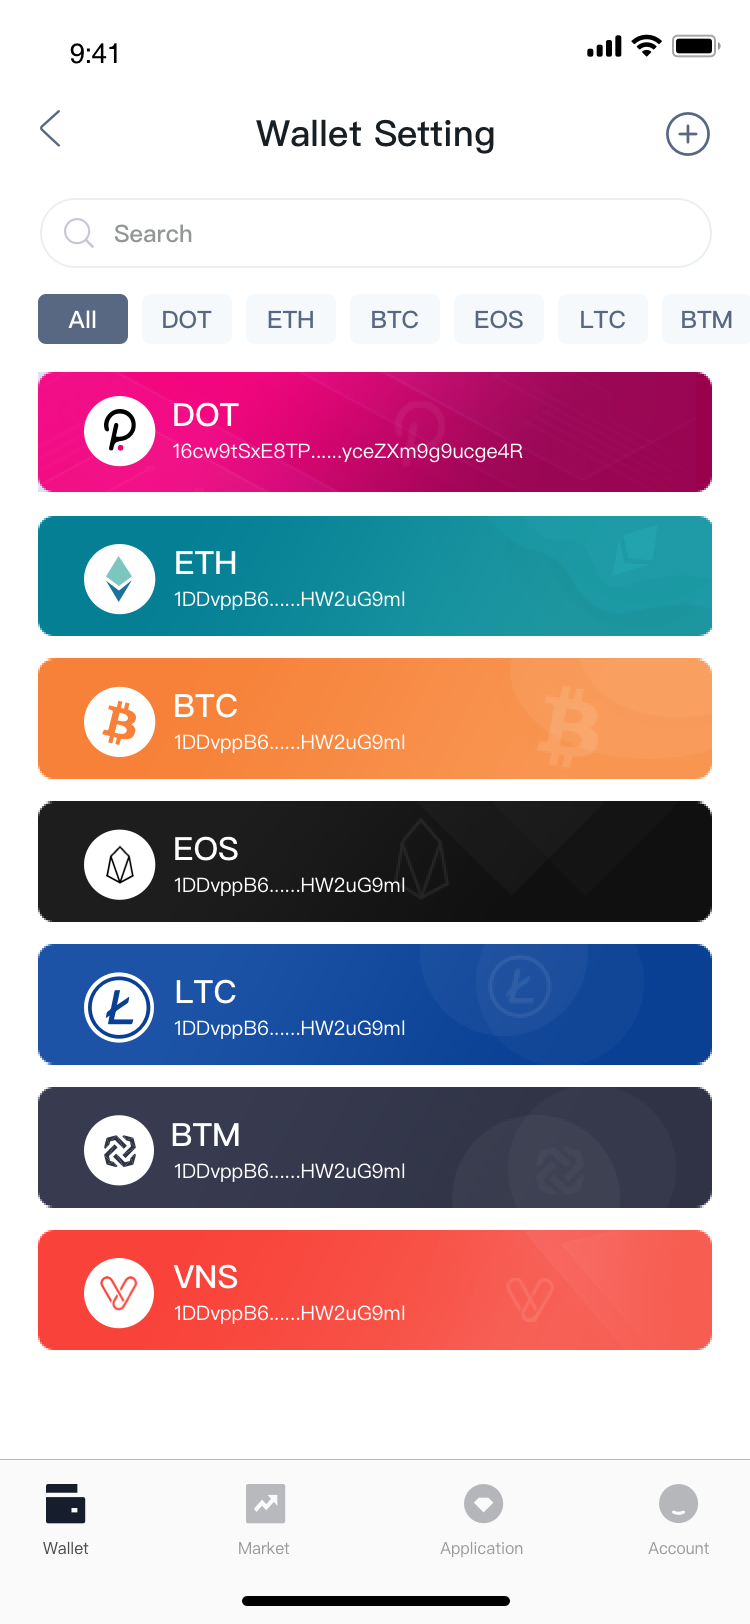 9:41
Wallet Setting
Search
All DOT ETH BTC EOS LTC BTM
DOT
16cw9tSxE8TP......yceZXm9g9ucge4R
ETH
1DDvppB6......HW2uG9ml
BTC
1DDvppB6......HW2uG9ml
EOS
1DDvppB6......HW2uG9ml
LTC
1DDvppB6......HW2uG9ml
BTM
1DDvppB6......HW2uG9ml
VNS
1DDvppB6......HW2uG9ml
Wallet Market Application Account